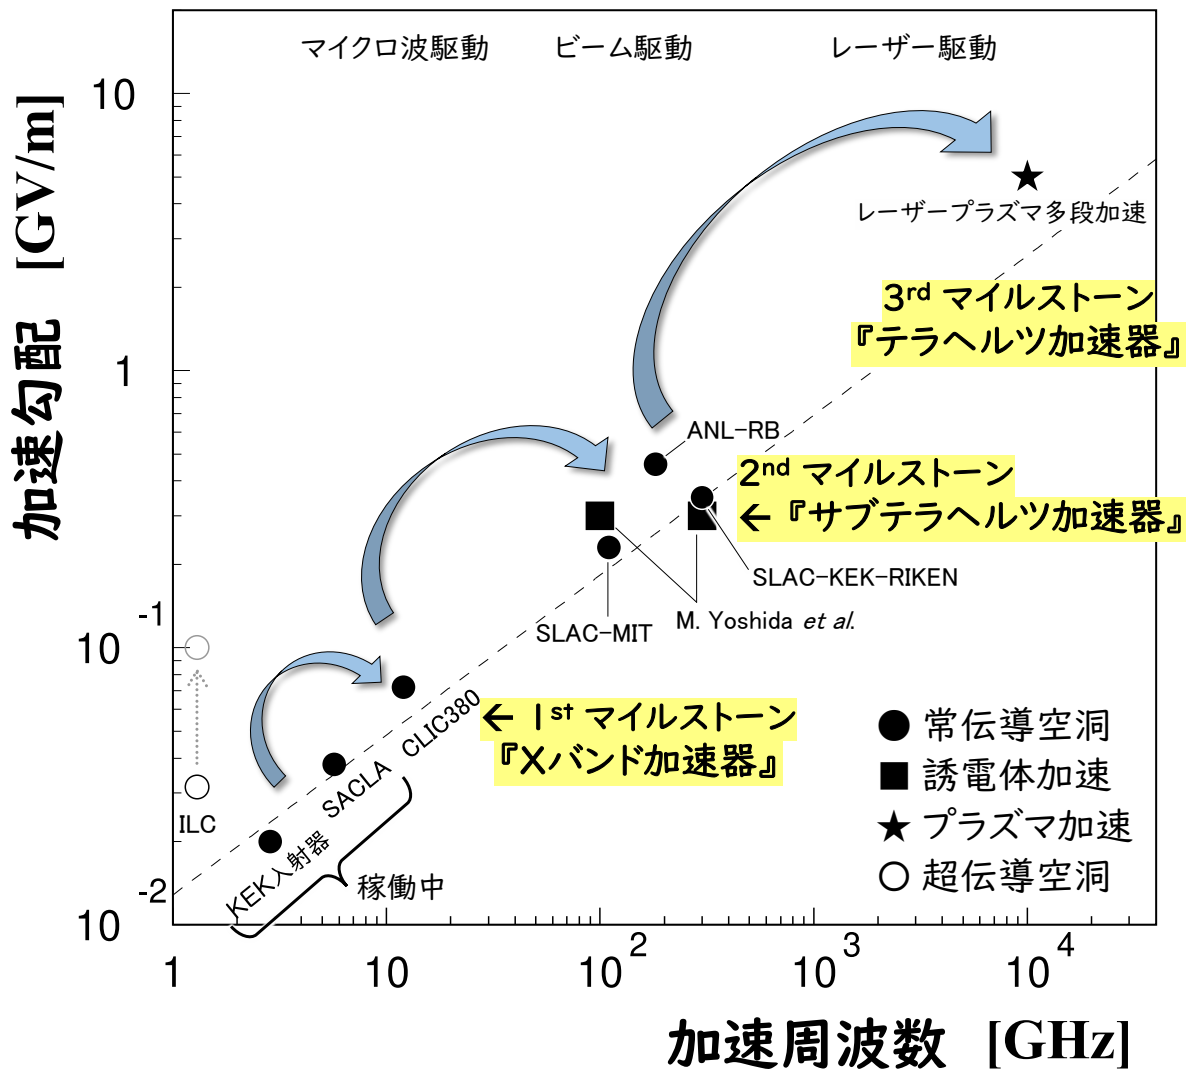 マイクロ波駆動
ビーム駆動
レーザー駆動
加速勾配 [GV/m]
10
1
10⁻¹
10⁻²
レーザープラズマ多段加速
3rd マイルストーン
『テラヘルツ加速器』
ANL-RB
2nd マイルストーン
← 『サブテラヘルツ加速器』
SLAC-KEK-RIKEN
SLAC-MIT
M. Yoshida et al.
← 1st マイルストーン
『Xバンド加速器』
CLIC380
SACLA
KEK入射器
稼働中
ILC
常伝導空洞
誘電体加速
プラズマ加速
超伝導空洞
1
10
10²
10³
10⁴
加速周波数 [GHz]